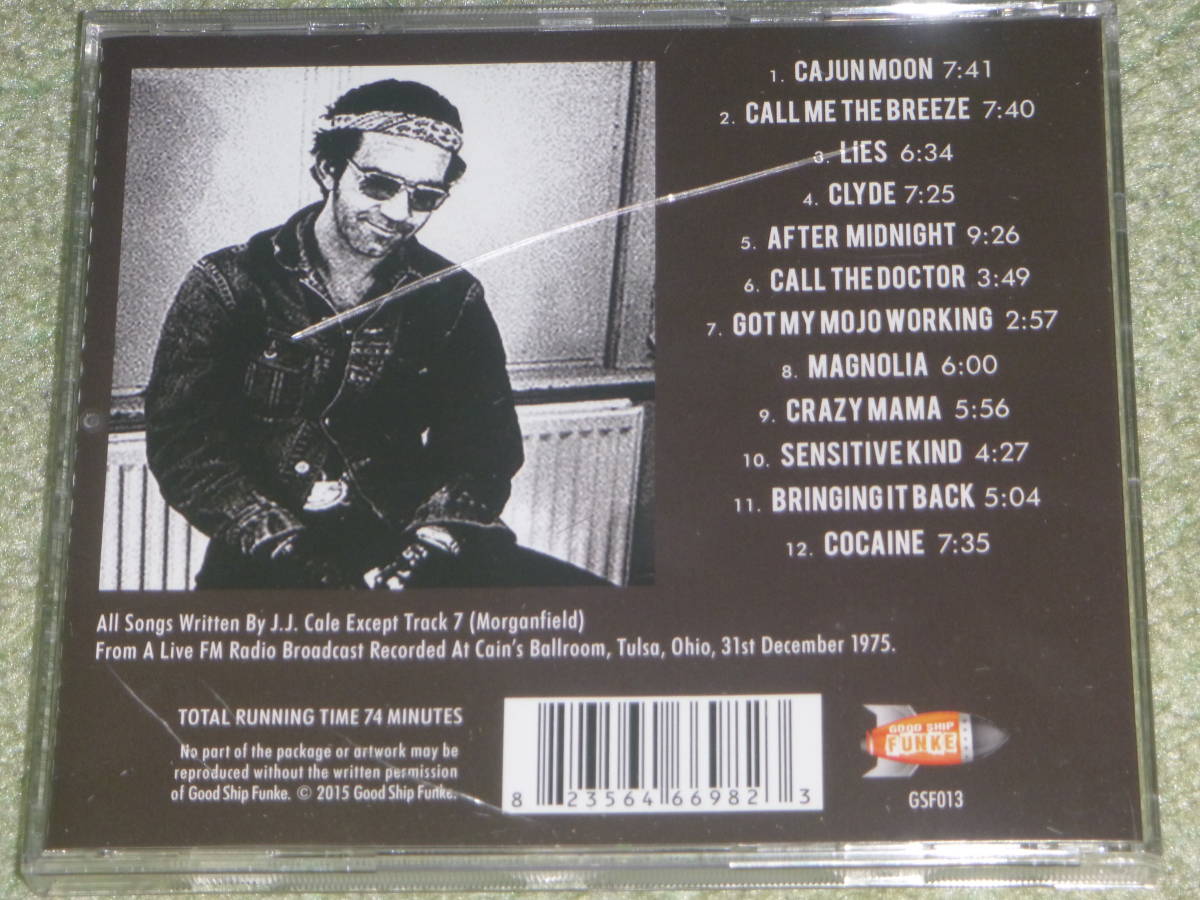 1. CAJUN MOON 7:41
2. CALL ME THE BREEZE 7:40
3. LIES 6:34
4. CLYDE 7:25
5. AFTER MIDNIGHT 9:26
6. CALL THE DOCTOR 3:49
7. GOT MY MOJO WORKING 2:57
8. MAGNOLIA 6:00
9. CRAZY MAMA 5:56
10. SENSITIVE KIND 4:27
11. BRINGING IT BACK 5:04
12. COCAINE 7:35
All Songs Written By J.J. Cale Except Track 7 (Morganfield)
From A Live FM Radio Broadcast Recorded At Cain's Ballroom, Tulsa, Ohio, 31st December 1975.
TOTAL RUNNING TIME 74 MINUTES
No part of the package or artwork may be
reproduced without the written permission
of Good Ship Funke. © 2015 Good Ship Funke.
8 23564 66982 3
GOOD SHIP
FUNKE
GSF013